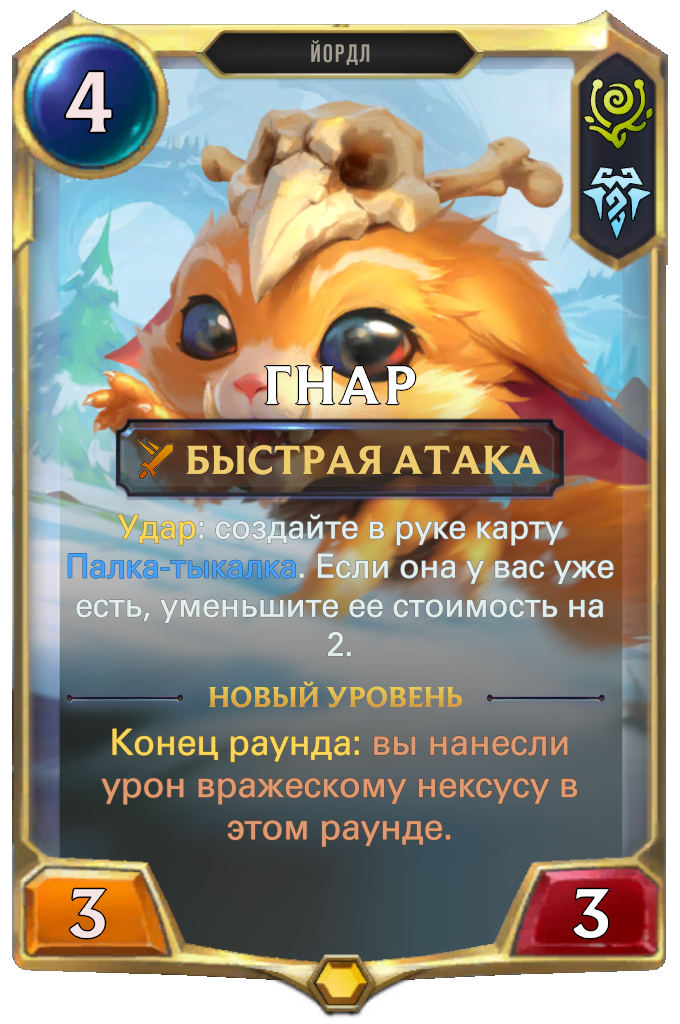 ЙОРДЛ
4
ГНАР
БЫСТРАЯ АТАКА
Удар: создайте в руке карту
Палка-тыкалка. Если она у вас уже
есть, уменьшите ее стоимость на
2.
НОВЫЙ УРОВЕНЬ
Конец раунда: вы нанесли
урон вражескому нексусу в
этом раунде.
3
3